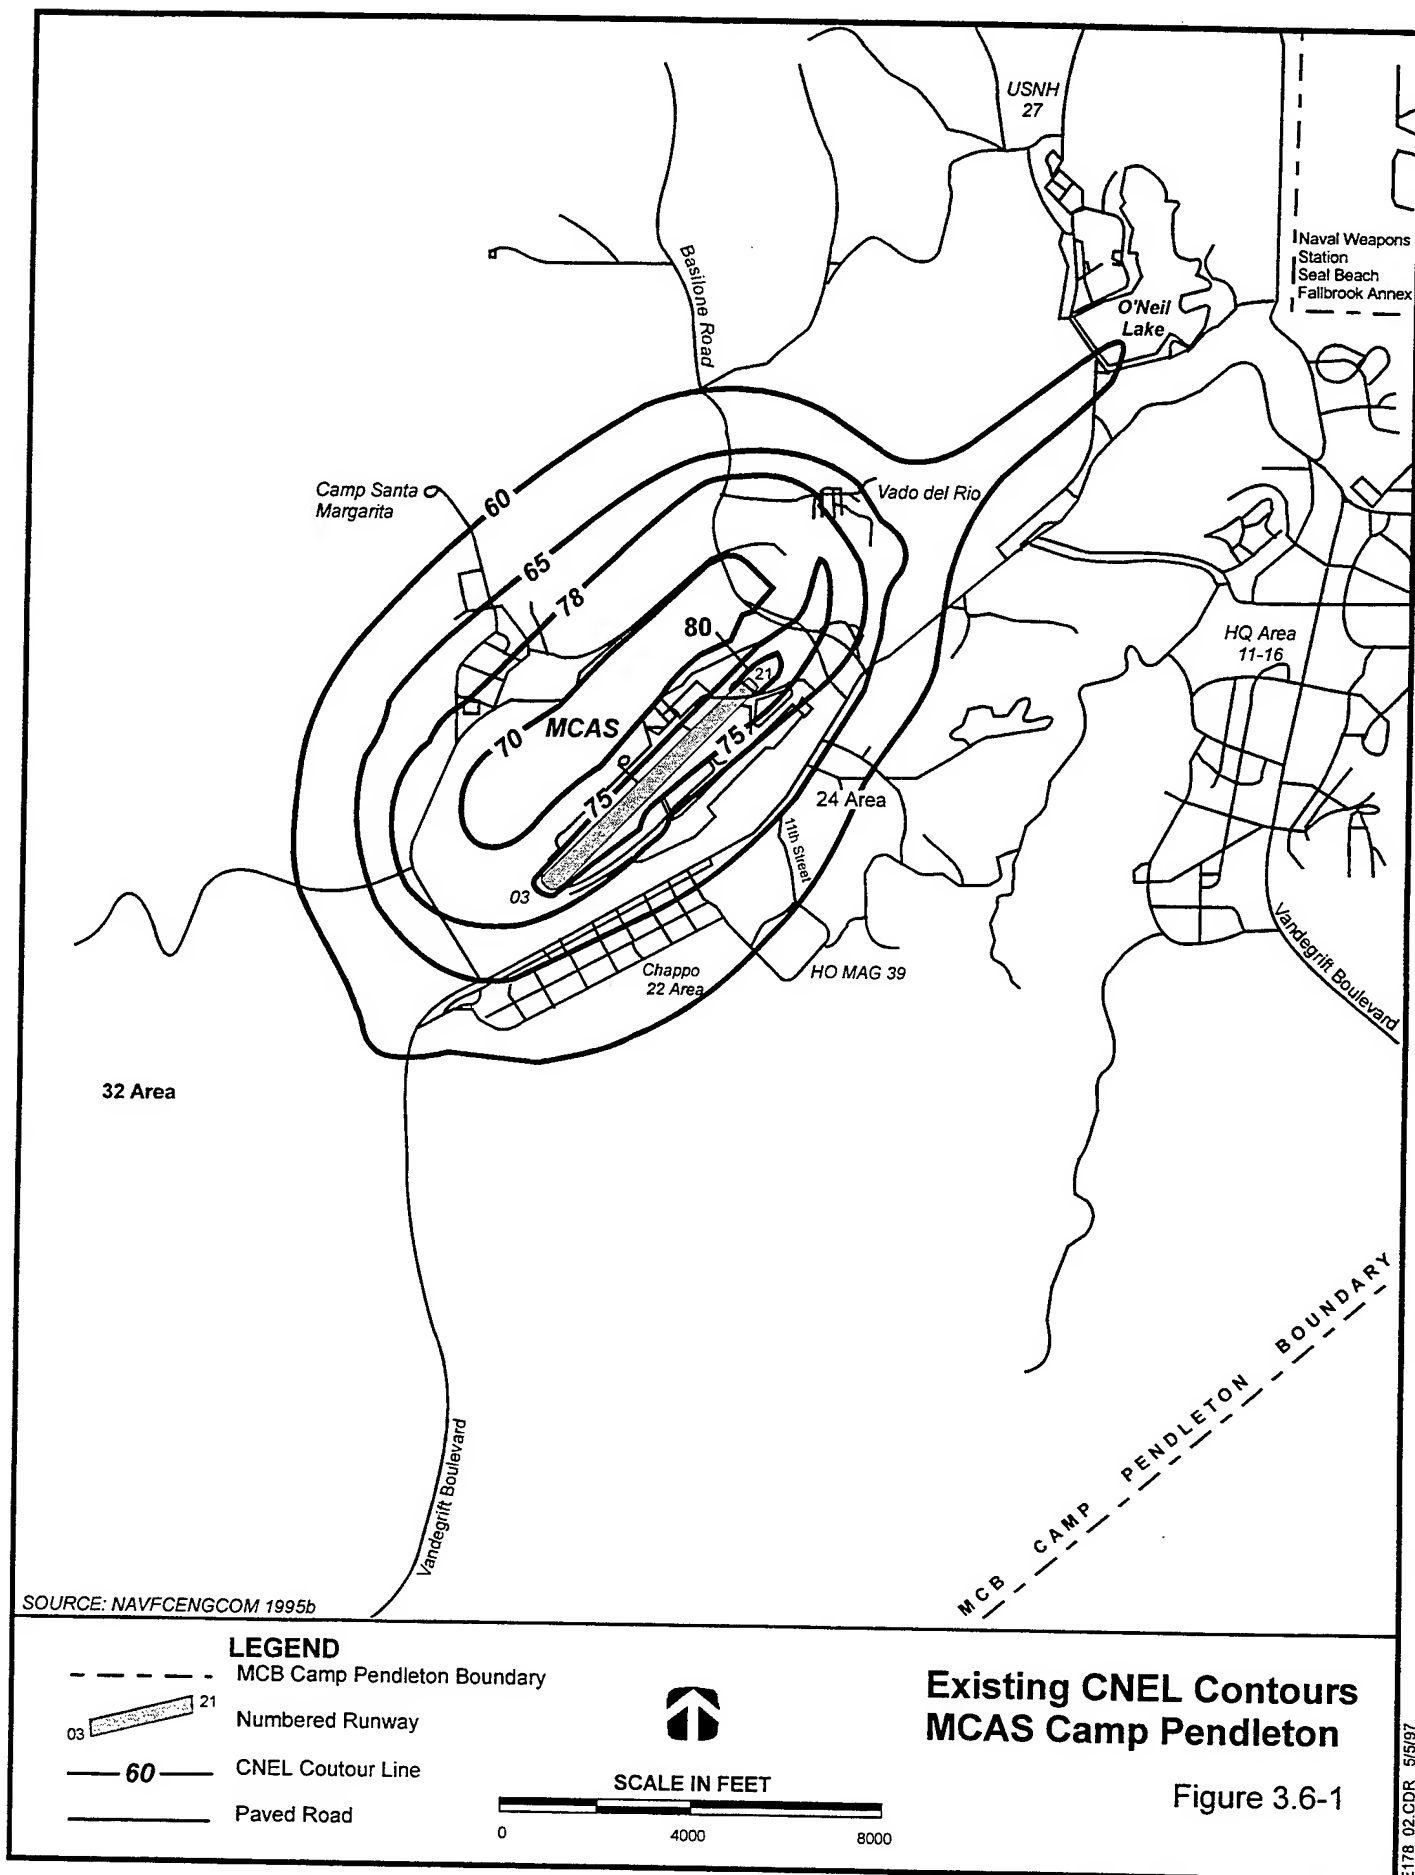 USNH
27
Naval Weapons
Station
Seal Beach
Fallbrook Annex
Basilone Road
O'Neil
Lake
Camp Santa
Margarita
60
Vado del Rio
65
78
80
HQ Area
11-16
21
MCAS
70
75
75
24 Area
11th Street
03
Chappo
22 Area
HO MAG 39
Vandegrift Boulevard
32 Area
MCB CAMP PENDLETON BOUNDARY
Vandegrift Boulevard
SOURCE: NAVFCENGCOM 1995b
LEGEND
MCB Camp Pendleton Boundary
03
21
Numbered Runway
60
CNEL Coutour Line
Paved Road
SCALE IN FEET
0
4000
8000
Existing CNEL Contours
MCAS Camp Pendleton
Figure 3.6-1
E178 02.CDR 5/5/97